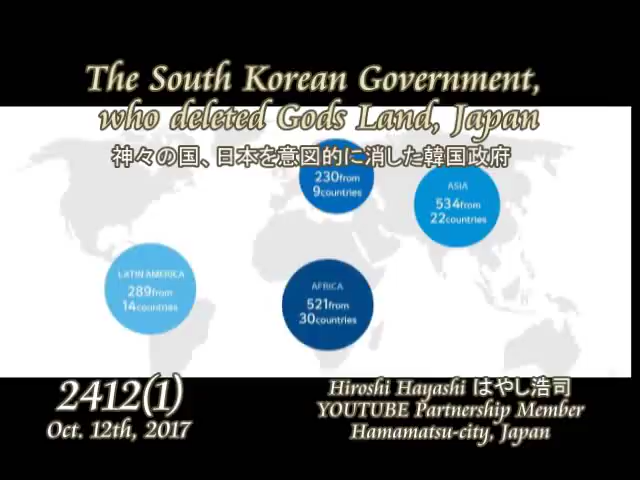 The South Korean Government,
who deleted Gods Land, Japan
神々の国、日本を意図的に消した韓国政府
230from
9countries
ASIA
534from
22countries
LATIN AMERICA
289from
14countries
AFRICA
521from
30countries
2412(1)
Oct. 12th, 2017
Hiroshi Hayashi はやし浩司
YOUTUBE Partnership Member
Hamamatsu-city, Japan